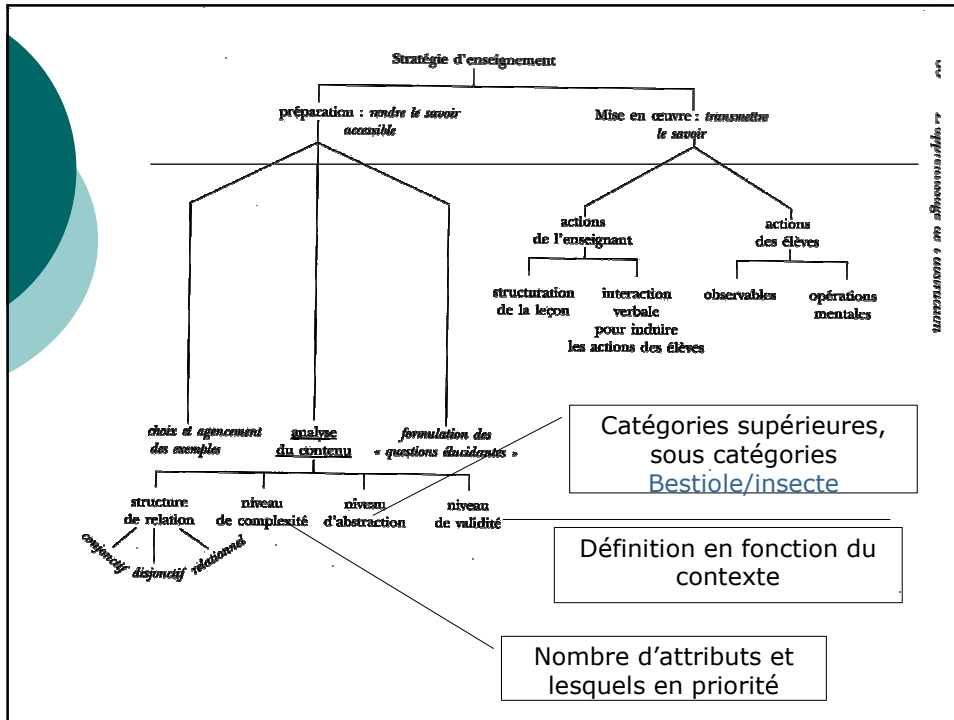 Stratégie d'enseignement
préparation : rendre le savoir
accessible
Mise en œuvre : transmettre
le savoir
actions
de l'enseignant
actions
des élèves
structuration
de la leçon
interaction
verbale
pour induire
les actions des élèves
observables
opérations
mentales
choix et agencement
des exemples
analyse
du contenu
formulation des
« questions élucidantes »
structure
de relation
niveau
de complexité
niveau
d'abstraction
niveau
de validité
conjonctif
disjonctif
relationnel
Catégories supérieures,
sous catégories
Bestiole/insecte
Définition en fonction du
contexte
Nombre d'attributs et
lesquels en priorité